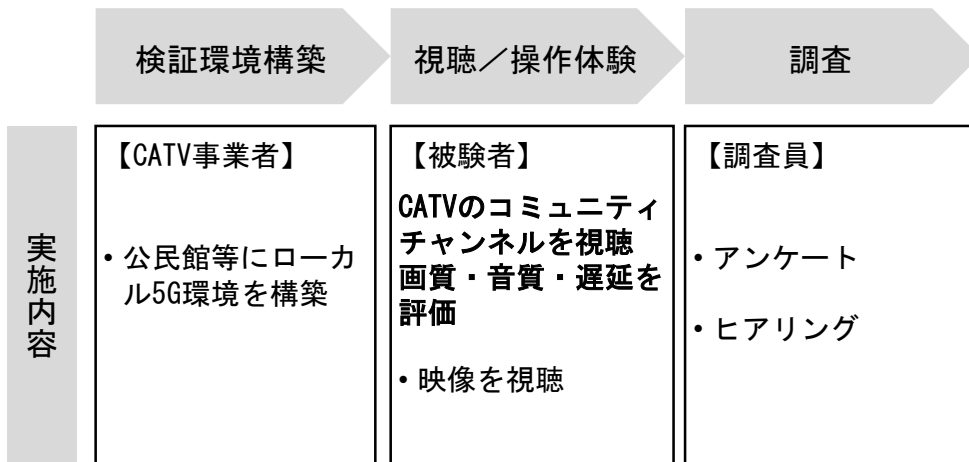 検証環境構築
視聴／操作体験
調査
実施内容
【CATV事業者】
・公民館等にローカ
ル5G環境を構築
【被験者】
CATVのコミュニティ
チャンネルを視聴
画質・音質・遅延を
評価
・映像を視聴
【調査員】
・アンケート
・ヒアリング